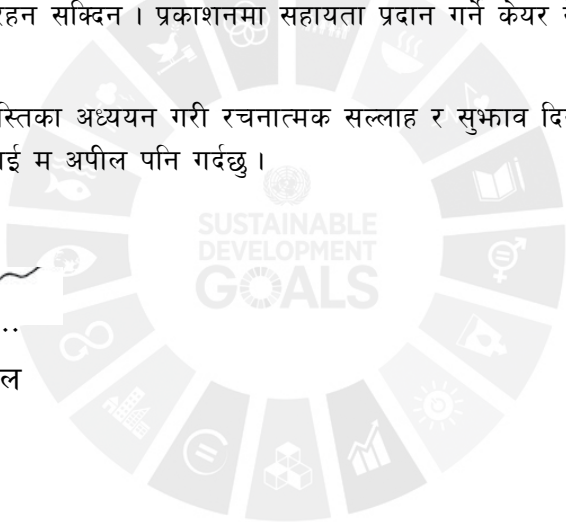 रहन सक्दिन । प्रकाशनमा सहायता प्रदान गर्ने केयर
स्तिका अध्ययन गरी रचनात्मक सल्लाह र सुझाव दि
ाई म अपील पनि गर्दछु ।
SUSTAINABLE
DEVELOPMENT
GOALS
..
ल